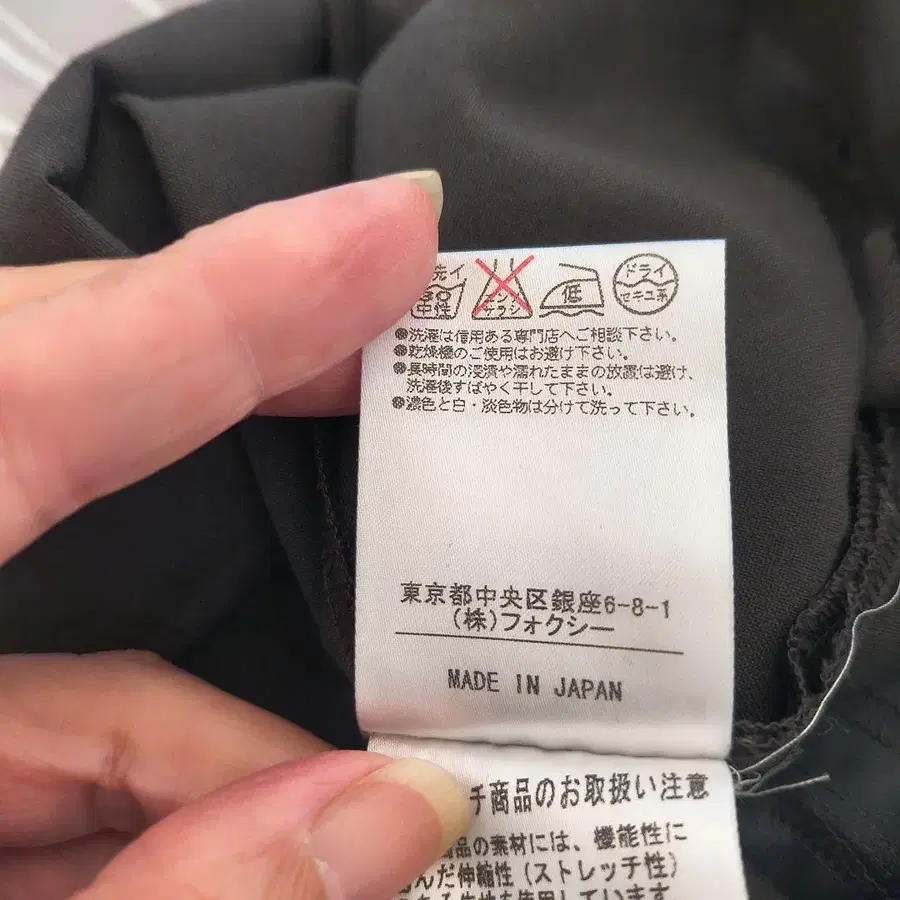 洗イ
30
中性
エンソ
サラシ
低
ドライ
セキユ系
●洗濯は信用ある専門店へご相談下さい。
●乾燥機のご使用はお避け下さい。
●長時間の浸漬や濡れたままの放置は避け、
洗濯後すばやく干して下さい。
●濃色と白・淡色物は分けて洗って下さい。
東京都中央区銀座6-8-1
(株)フォクシー
MADE IN JAPAN
チ商品のお取扱い注意
品の素材には、機能性に
んだ伸縮性(ストレッチ性)
ある生地を使用しています